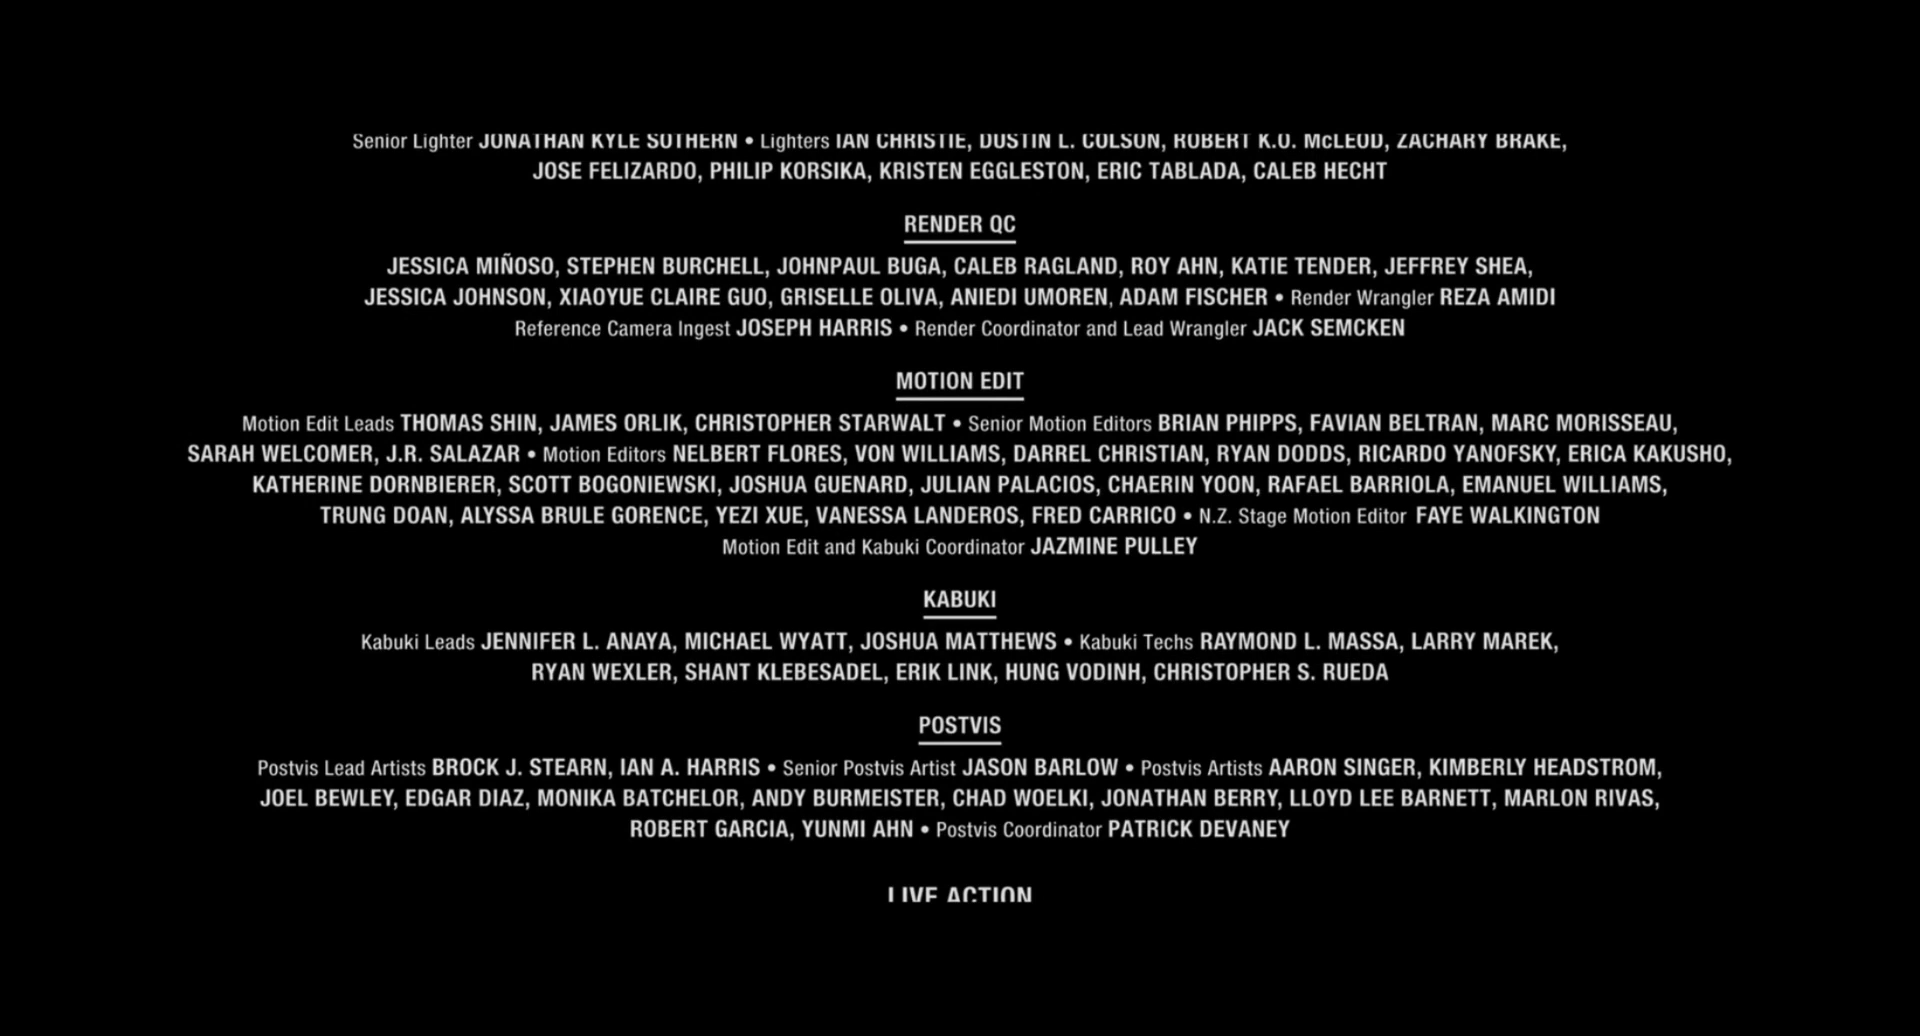 Senior Lighter JONATHAN KYLE SOTHERN • Lighters IAN CHRISTIE, DUSTIN L. COLSON, ROBERT K.O. McLEOD, ZACHARY BRAKE,
JOSE FELIZARDO, PHILIP KORSIKA, KRISTEN EGGLESTON, ERIC TABLADA, CALEB HECHT
RENDER QC
JESSICA MIÑOSO, STEPHEN BURCHELL, JOHNPAUL BUGA, CALEB RAGLAND, ROY AHN, KATIE TENDER, JEFFREY SHEA,
JESSICA JOHNSON, XIAOYUE CLAIRE GUO, GRISELLE OLIVA, ANIEDI UMOREN, ADAM FISCHER • Render Wrangler REZA AMIDI
Reference Camera Ingest JOSEPH HARRIS • Render Coordinator and Lead Wrangler JACK SEMCKEN
MOTION EDIT
Motion Edit Leads THOMAS SHIN, JAMES ORLIK, CHRISTOPHER STARWALT • Senior Motion Editors BRIAN PHIPPS, FAVIAN BELTRAN, MARC MORISSEAU,
SARAH WELCOMER, J.R. SALAZAR • Motion Editors NELBERT FLORES, VON WILLIAMS, DARREL CHRISTIAN, RYAN DODDS, RICARDO YANOFSKY, ERICA KAKUSHO,
KATHERINE DORNBIERER, SCOTT BOGONIEWSKI, JOSHUA GUENARD, JULIAN PALACIOS, CHAERIN YOON, RAFAEL BARRIOLA, EMANUEL WILLIAMS,
TRUNG DOAN, ALYSSA BRULE GORENCE, YEZI XUE, VANESSA LANDEROS, FRED CARRICO • N.Z. Stage Motion Editor FAYE WALKINGTON
Motion Edit and Kabuki Coordinator JAZMINE PULLEY
KABUKI
Kabuki Leads JENNIFER L. ANAYA, MICHAEL WYATT, JOSHUA MATTHEWS • Kabuki Techs RAYMOND L. MASSA, LARRY MAREK,
RYAN WEXLER, SHANT KLEBESADEL, ERIK LINK, HUNG VODINH, CHRISTOPHER S. RUEDA
POSTVIS
Postvis Lead Artists BROCK J. STEARN, IAN A. HARRIS • Senior Postvis Artist JASON BARLOW • Postvis Artists AARON SINGER, KIMBERLY HEADSTROM,
JOEL BEWLEY, EDGAR DIAZ, MONIKA BATCHELOR, ANDY BURMEISTER, CHAD WOELKI, JONATHAN BERRY, LLOYD LEE BARNETT, MARLON RIVAS,
ROBERT GARCIA, YUNMI AHN • Postvis Coordinator PATRICK DEVANEY
LIVE ACTION